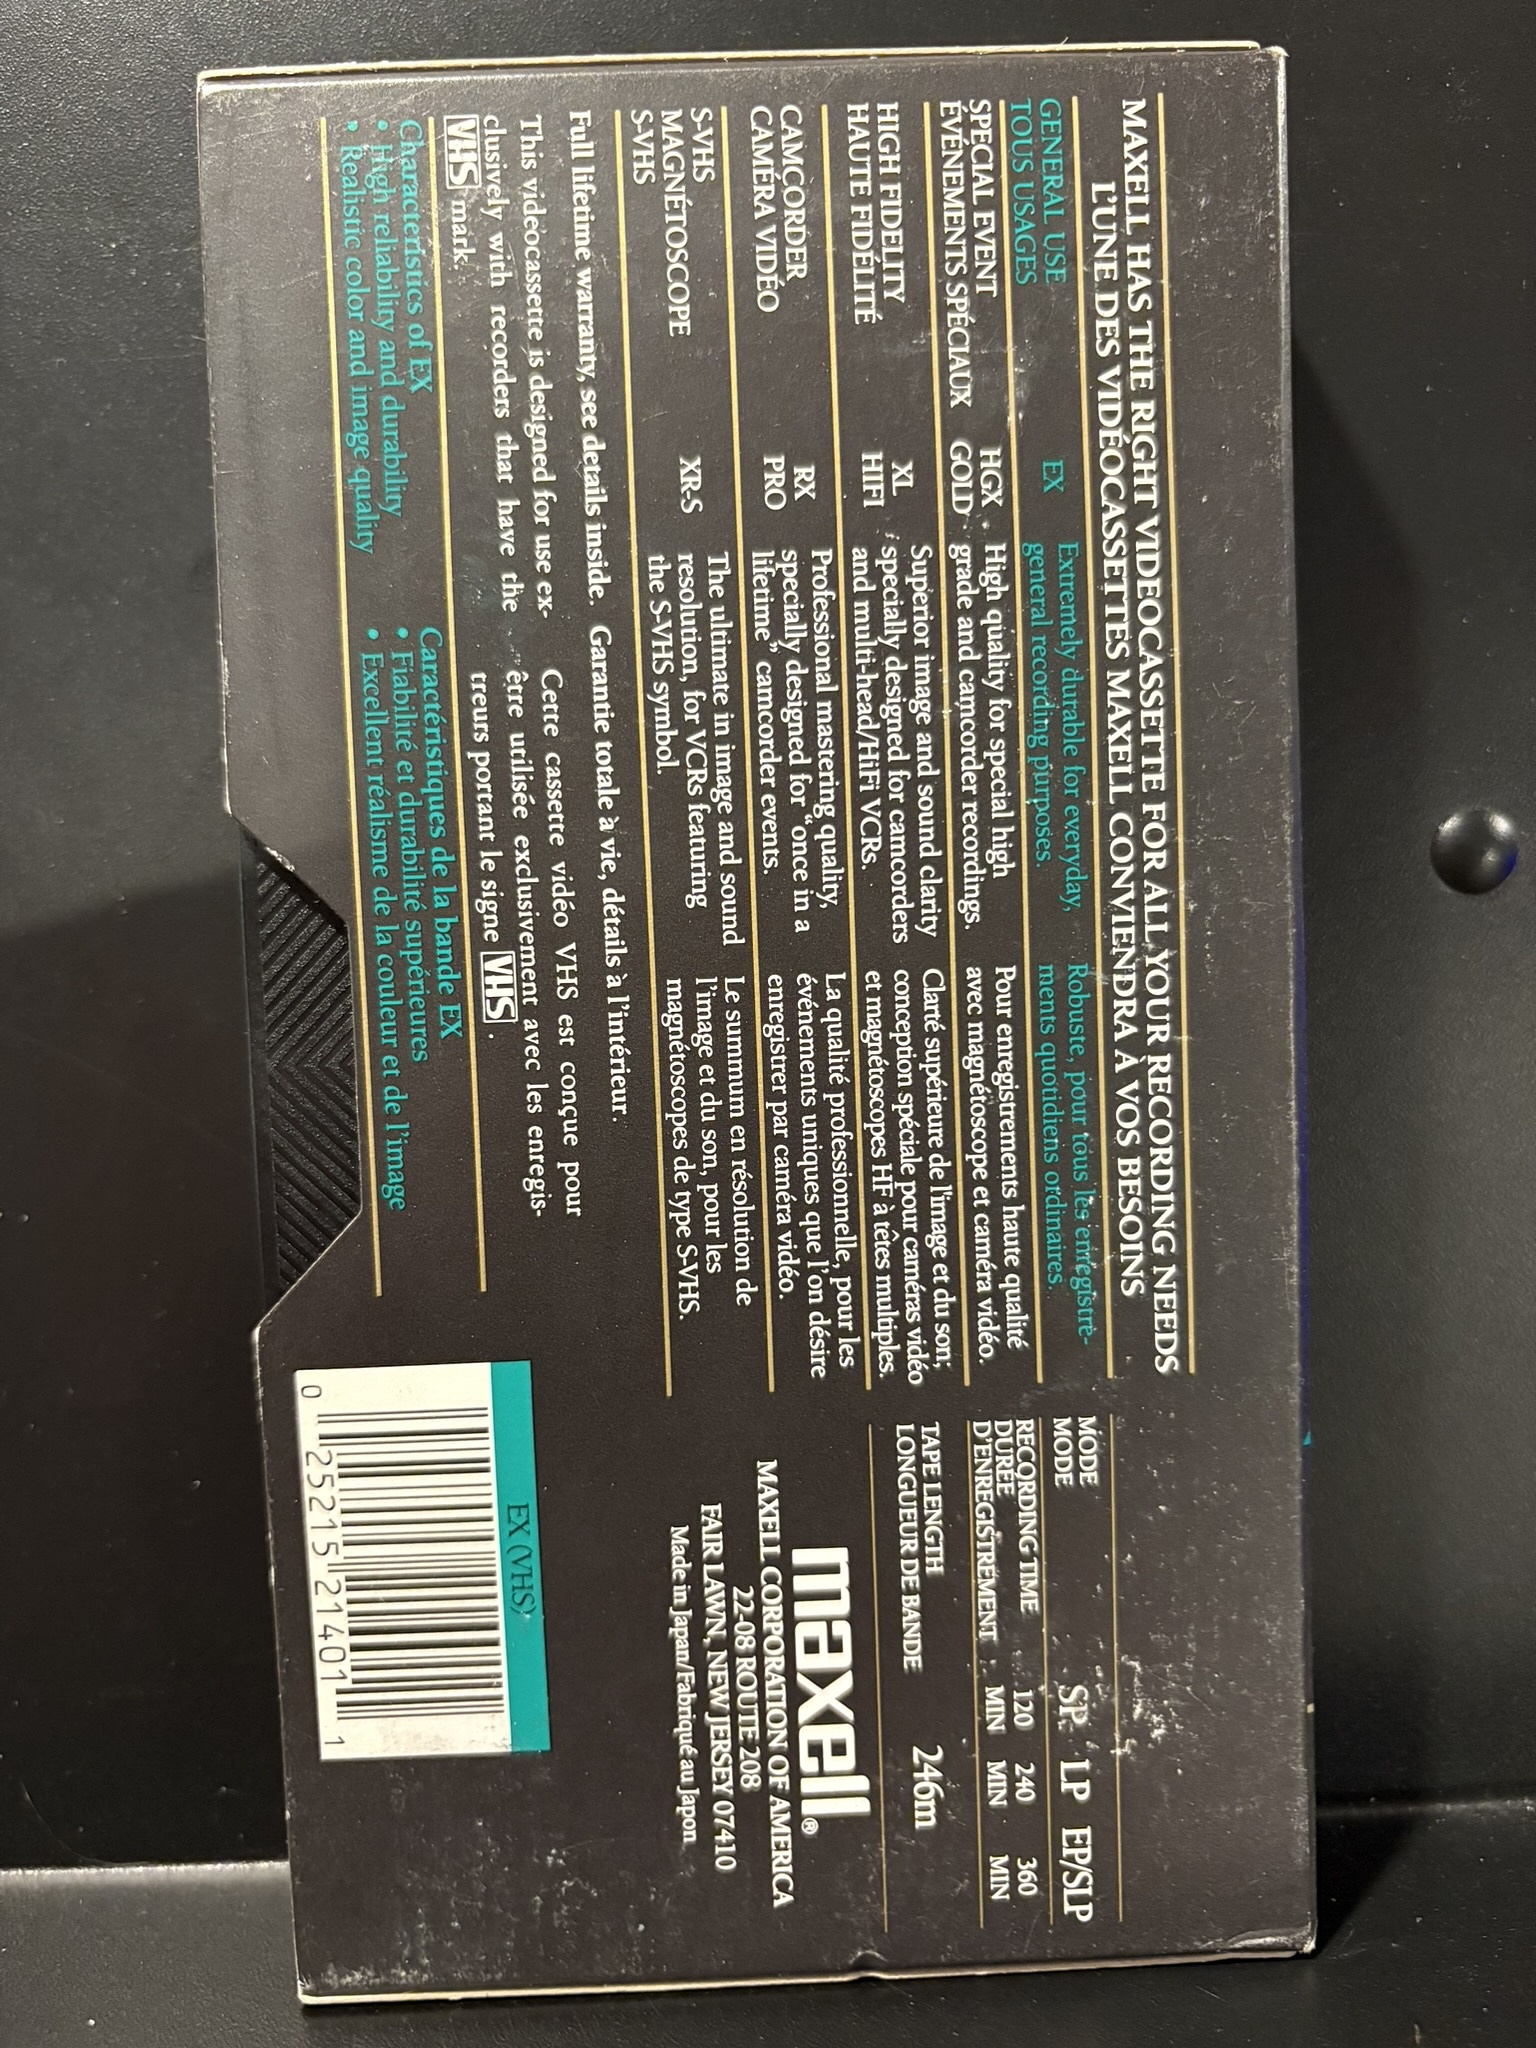 MAXELL HAS THE RIGHT VIDEOCASSETTE FOR ALL YOUR RECORDING NEEDS
L'UNE DES VIDÉOCASSETTES MAXELL CONVIENDRA À VOS BESOINS
GENERAL USE
TOUS USAGES
EX
Extremely durable for everyday,
general recording purposes.
Robuste, pour tous les enregistre-
ments quotidiens ordinaires.
SPECIAL EVENT
ÉVÉNEMENTS SPÉCIAUX
HGX
GOLD
High quality for special high
grade and camcorder recordings.
Pour enregistrements haute qualité
avec magnétoscope et caméra vidéo.
HIGH FIDELITY
HAUTE FIDÉLITÉ
XL
HIFI
Superior image and sound clarity
specially designed for camcorders
and multi-head/HiFi VCRs.
Clarté supérieure de l'image et du son;
conception spéciale pour caméras vidéo
et magnétoscopes HF à têtes multiples.
CAMCORDER
CAMÉRA VIDÉO
RX
PRO
Professional mastering quality,
specially designed for "once in a
lifetime" camcorder events.
La qualité professionnelle, pour les
événements uniques que l'on désire
enregistrer par caméra vidéo.
S-VHS
MAGNÉTOSCOPE
S-VHS
XR-S
The ultimate in image and sound
resolution, for VCRs featuring
the S-VHS symbol.
Le summum en résolution de
l'image et du son, pour les
magnétoscopes de type S-VHS.
Full lifetime warranty, see details inside. Garantie totale à vie, détails à l'intérieur.
This videocassette is designed for use ex-
clusively with recorders that have the
VHS mark.
Cette cassette vidéo VHS est conçue pour
être utilisée exclusivement avec les enregis-
treurs portant le signe VHS.
Characteristics of EX
• High reliability and durability
• Realistic color and image quality
Caractéristiques de la bande EX
• Fiabilité et durabilité supérieures
• Excellent réalisme de la couleur et de l'image
MODE
MODE
SP LP EP/SLP
RECORDING TIME
DURÉE
D'ENREGISTREMENT
120 240 360
MIN MIN MIN
TAPE LENGTH
LONGUEUR DE BANDE
246m
maxell®
MAXELL CORPORATION OF AMERICA
22-08 ROUTE 208
FAIR LAWN, NEW JERSEY 07410
Made in Japan/Fabriqué au Japon
EX (VHS)
0 25215 21401 1